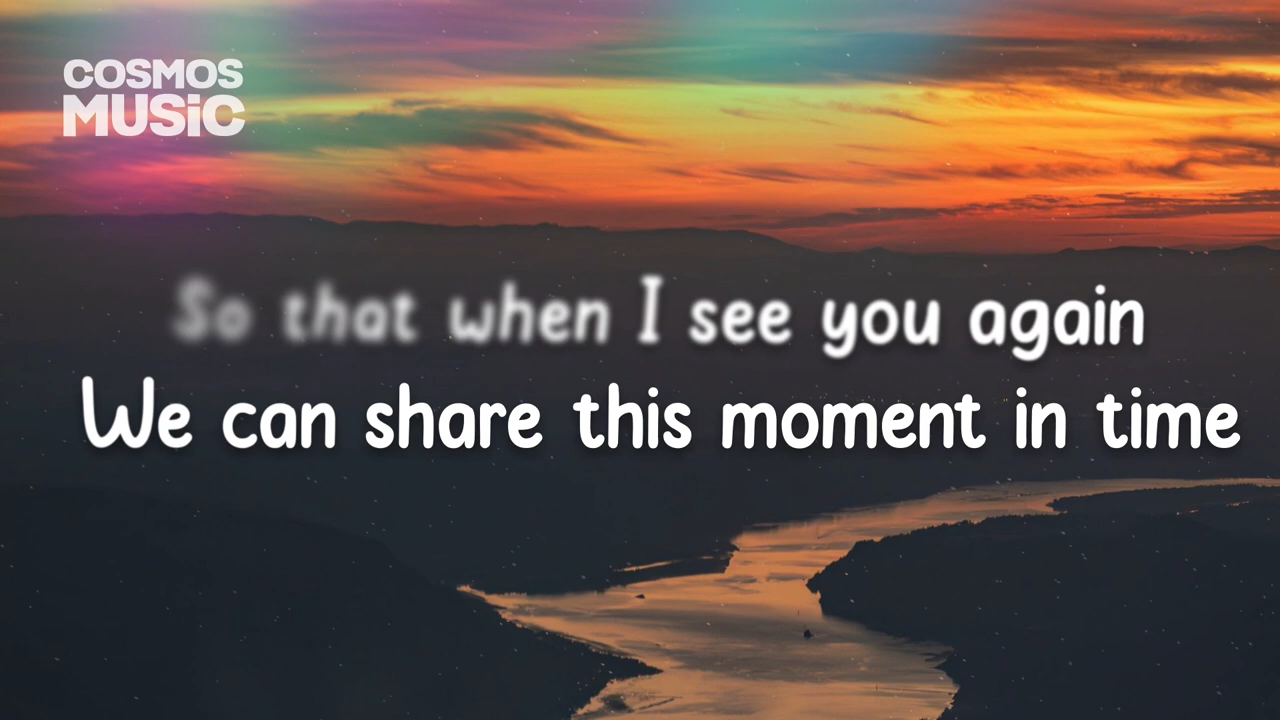 COSMOS
MUSiC
So that when I see you again
We can share this moment in time